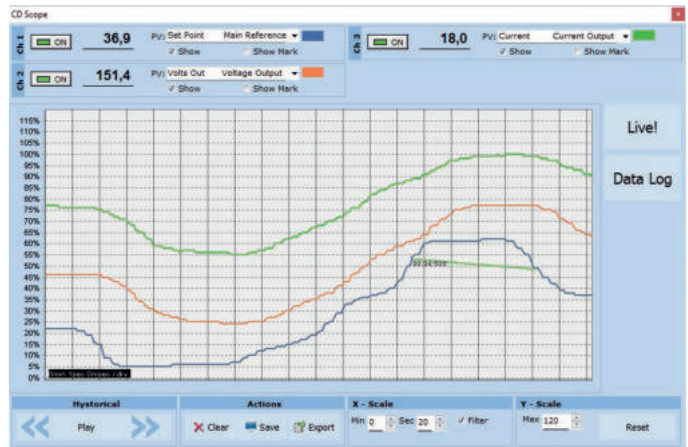 CD Scope
Ch 1 ON 36,9 PV: Set Point Main Reference
Show Show Mark
Ch 3 ON 18,0 PV: Current Current Output
Show Show Mark
Ch 2 ON 151,4 PV: Volts Out Voltage Output
Show Show Mark
115%
110%
105%
100%
95%
90%
85%
80%
75%
70%
65%
60%
55%
50%
45%
40%
35%
30%
25%
20%
15%
10%
5%
0%
Live!
Data Log
Hystorical
Play
Actions
Clear Save Export
X - Scale
Min 0 Sec 20 Filter
Y - Scale
Max 120 Reset